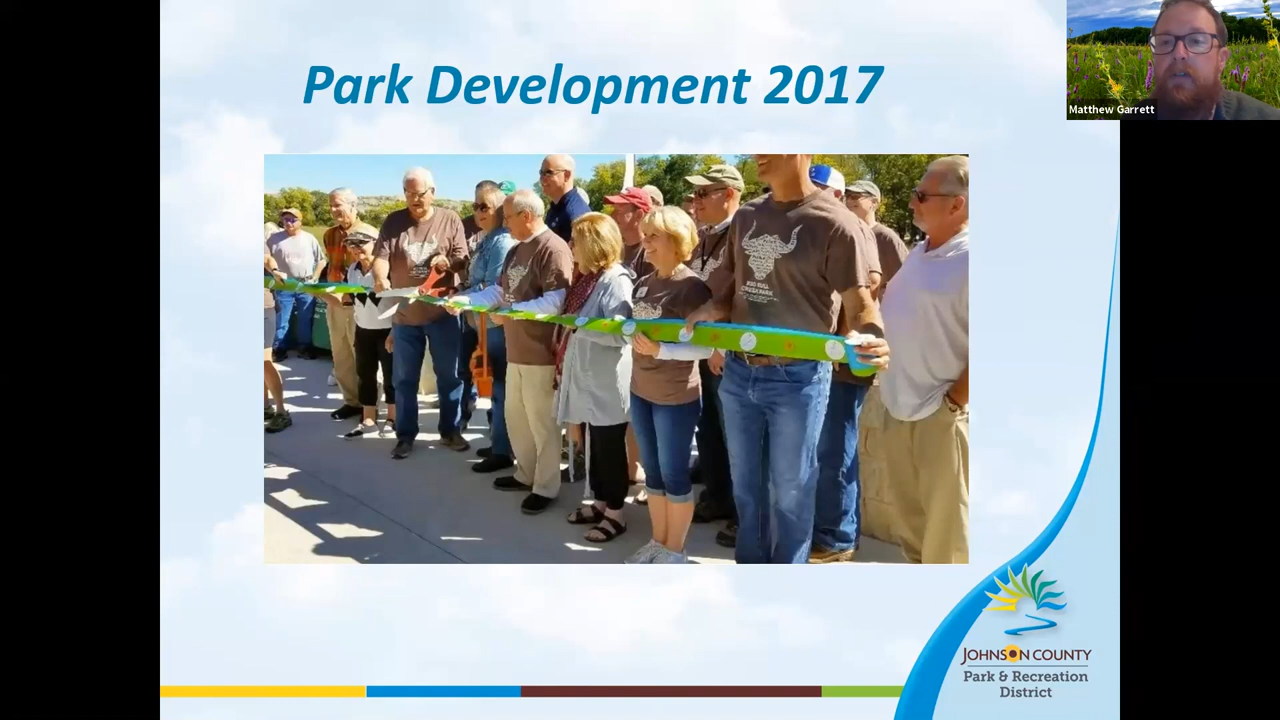 Park Development 2017
Matthew Garrett
JOHNSON COUNTY
Park & Recreation
District